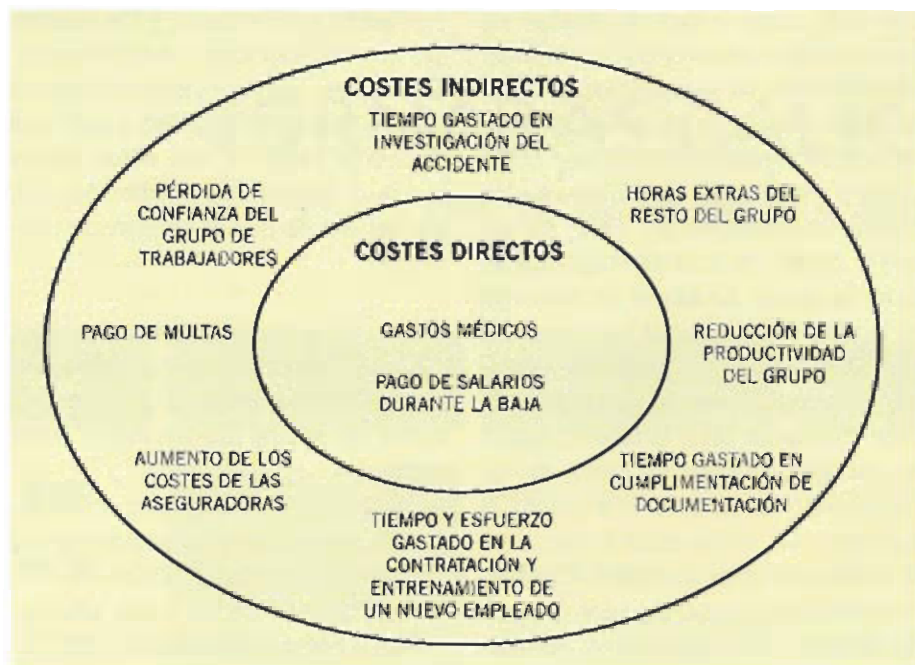 COSTES INDIRECTOS
TIEMPO GASTADO EN
INVESTIGACIÓN DEL
ACCIDENTE
PÉRDIDA DE
CONFIANZA DEL
GRUPO DE
TRABAJADORES
HORAS EXTRAS DEL
RESTO DEL GRUPO
COSTES DIRECTOS
GASTOS MÉDICOS
PAGO DE SALARIOS
DURANTE LA BAJA
PAGO DE MULTAS
REDUCCIÓN DE LA
PRODUCTIVIDAD
DEL GRUPO
AUMENTO DE LOS
COSTES DE LAS
ASEGURADORAS
TIEMPO GASTADO EN
CUMPLIMENTACIÓN DE
DOCUMENTACIÓN
TIEMPO Y ESFUERZO
GASTADO EN LA
CONTRATACIÓN Y
ENTRENAMIENTO DE
UN NUEVO EMPLEADO